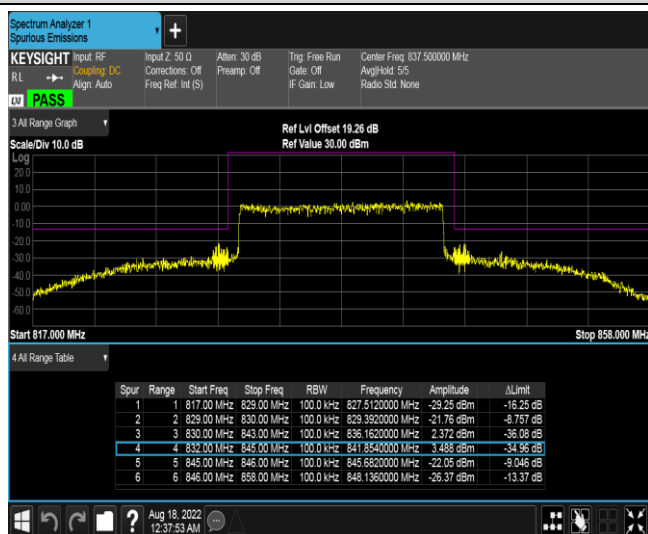 Spectrum Analyzer 1
Spurious Emissions
+
KEYSIGHT Input: RF Input Z: 50 Ω Atten: 30 dB Trig: Free Run Center Freq: 837.500000 MHz
RL Coupling: DC Corrections: Off Preamp: Off Gate: Off Avg|Hold: 5/5
Align: Auto Freq Ref: Int (S) IF Gain: Low Radio Std: None
LXI PASS
3 All Range Graph
Ref Lvl Offset 19.26 dB
Scale/Div 10.0 dB Ref Value 30.00 dBm
Log
20.0
10.0
0.00
-10.0
-20.0
-30.0
-40.0
-50.0
-60.0
Start 817.000 MHz Stop 858.000 MHz
4 All Range Table
Spur Range Start Freq Stop Freq RBW Frequency Amplitude ΔLimit
1 1 817.00 MHz 829.00 MHz 100.0 kHz 827.5120000 MHz -29.25 dBm -16.25 dB
2 2 829.00 MHz 830.00 MHz 100.0 kHz 829.3920000 MHz -21.76 dBm -8.757 dB
3 3 830.00 MHz 843.00 MHz 100.0 kHz 836.1620000 MHz 2.372 dBm -36.08 dB
4 4 832.00 MHz 845.00 MHz 100.0 kHz 841.8540000 MHz 3.488 dBm -34.96 dB
5 5 845.00 MHz 846.00 MHz 100.0 kHz 845.6820000 MHz -22.05 dBm -9.046 dB
6 6 846.00 MHz 858.00 MHz 100.0 kHz 848.1360000 MHz -26.37 dBm -13.37 dB
? Aug 18, 2022
12:37:53 AM